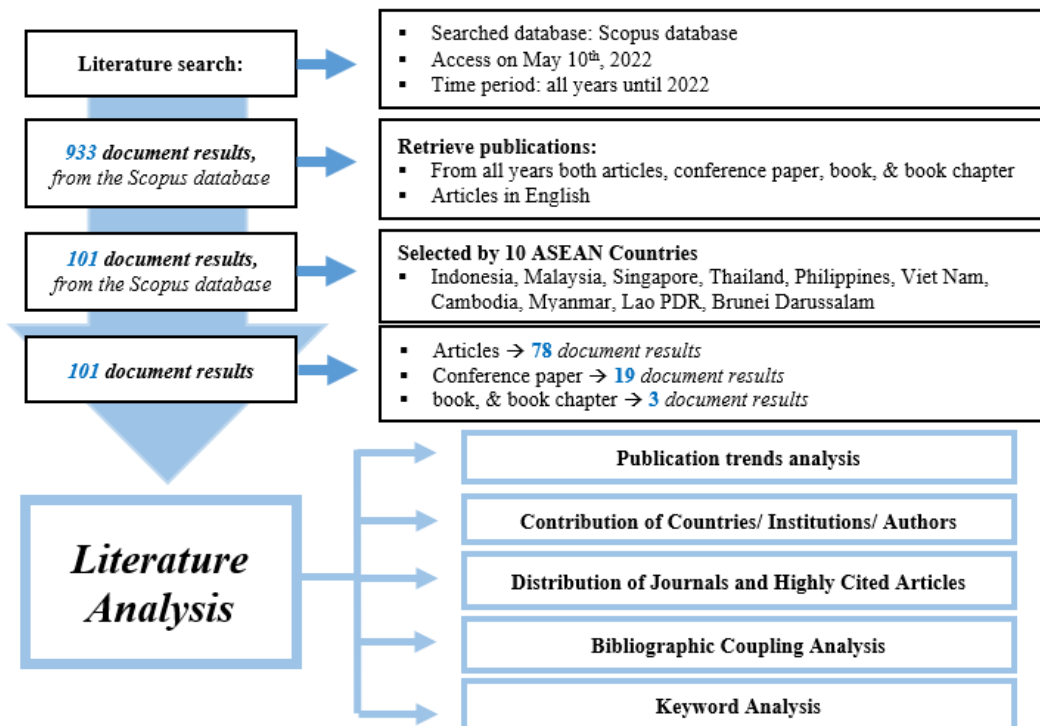 Literature search:
▪ Searched database: Scopus database
▪ Access on May 10th, 2022
▪ Time period: all years until 2022
933 document results,
from the Scopus database
Retrieve publications:
▪ From all years both articles, conference paper, book, & book chapter
▪ Articles in English
101 document results,
from the Scopus database
Selected by 10 ASEAN Countries
▪ Indonesia, Malaysia, Singapore, Thailand, Philippines, Viet Nam,
Cambodia, Myanmar, Lao PDR, Brunei Darussalam
101 document results
▪ Articles → 78 document results
▪ Conference paper → 19 document results
▪ book, & book chapter → 3 document results
Literature
Analysis
Publication trends analysis
Contribution of Countries/ Institutions/ Authors
Distribution of Journals and Highly Cited Articles
Bibliographic Coupling Analysis
Keyword Analysis